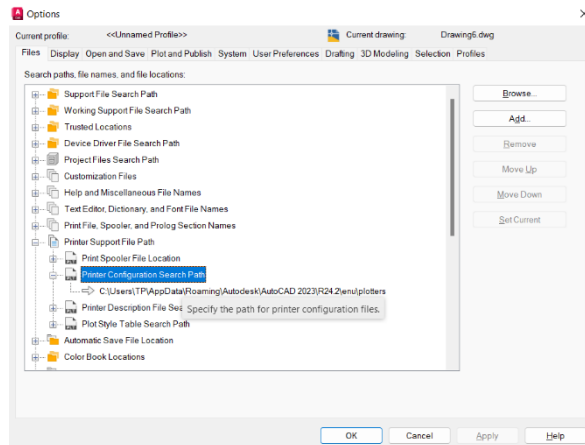 Options
Current profile: <<Unnamed Profile>> Current drawing: Drawing6.dwg
Files Display Open and Save Plot and Publish System User Preferences Drafting 3D Modeling Selection Profiles
Search paths, file names, and file locations:
Support File Search Path
Working Support File Search Path
Trusted Locations
Device Driver File Search Path
Project Files Search Path
Customization Files
Help and Miscellaneous File Names
Text Editor, Dictionary, and Font File Names
Print File, Spooler, and Prolog Section Names
Printer Support File Path
Print Spooler File Location
Printer Configuration Search Path
C:\Users\TP\AppData\Roaming\Autodesk\AutoCAD 2023\R24.2\enu\plotters
Printer Description File Sea
Specify the path for printer configuration files.
Plot Style Table Search Path
Automatic Save File Location
Color Book Locations
Browse...
Add...
Remove
Move Up
Move Down
Set Current
OK Cancel Apply Help